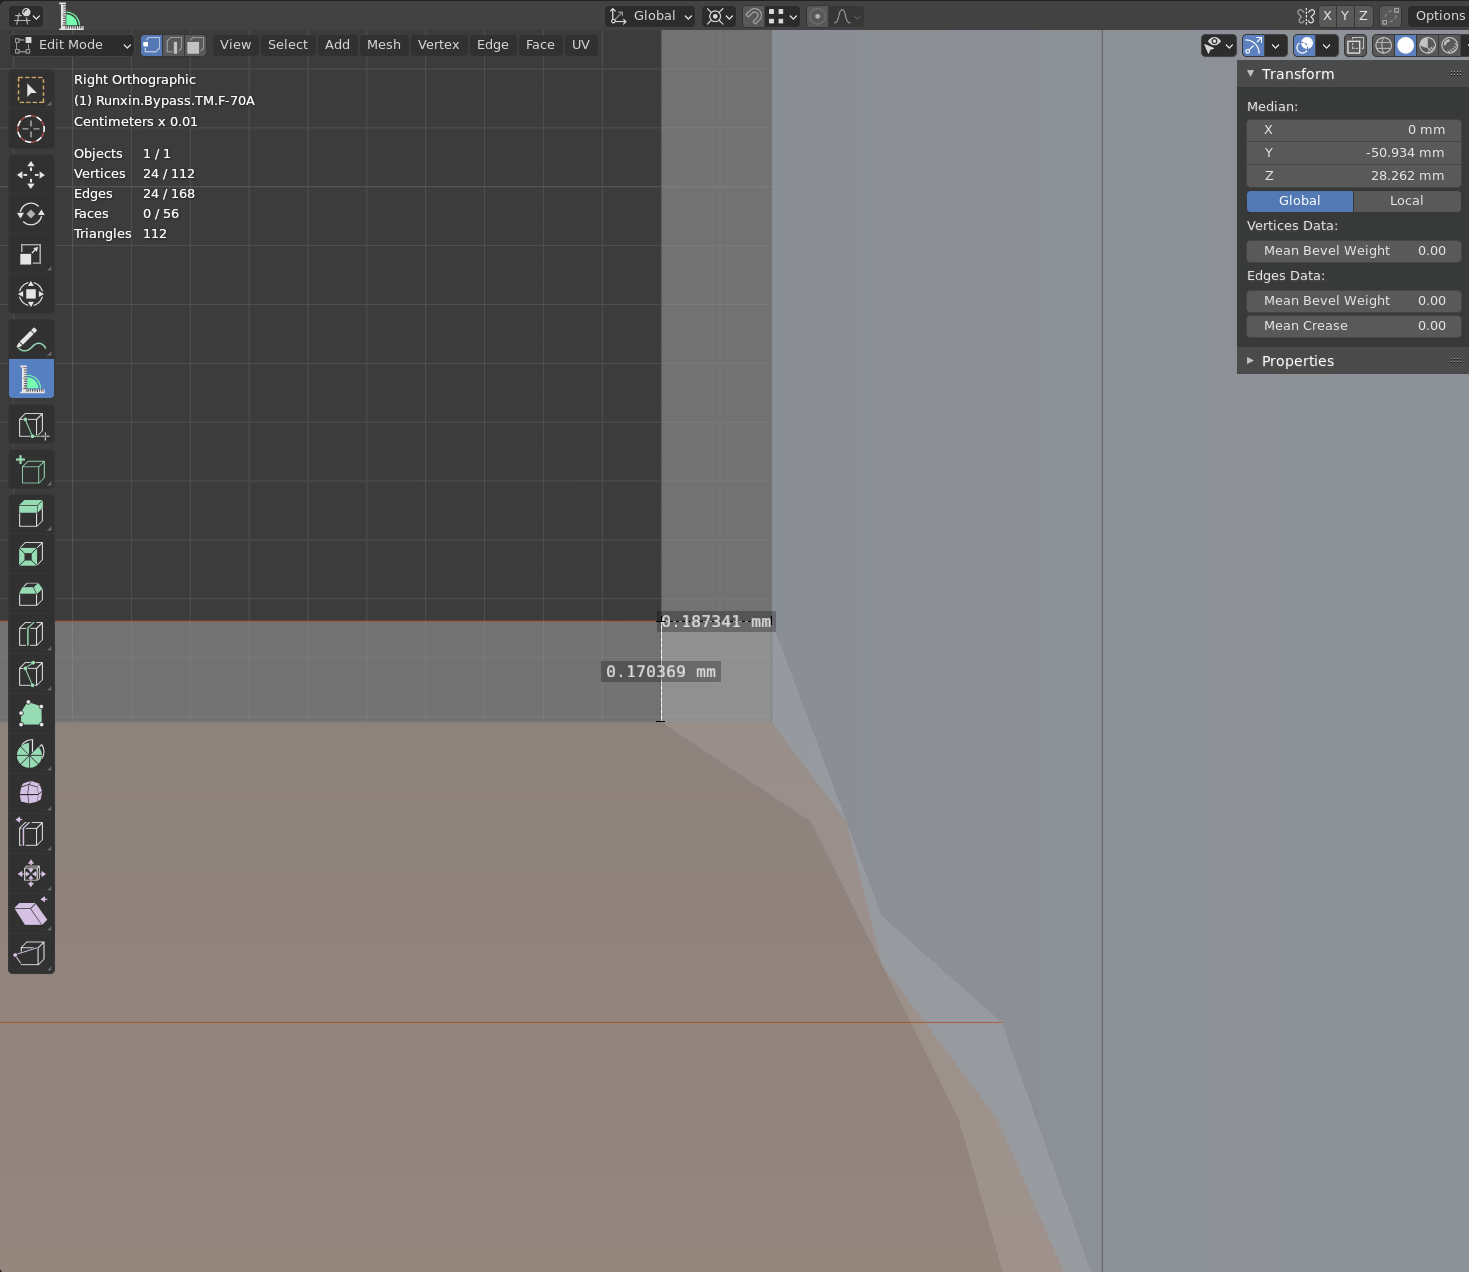 Global
X Y Z
Options
Edit Mode
View Select Add Mesh Vertex Edge Face UV
Right Orthographic
(1) Runxin.Bypass.TM.F-70A
Centimeters x 0.01
Objects 1 / 1
Vertices 24 / 112
Edges 24 / 168
Faces 0 / 56
Triangles 112
Transform
Median:
X 0 mm
Y -50.934 mm
Z 28.262 mm
Global Local
Vertices Data:
Mean Bevel Weight 0.00
Edges Data:
Mean Bevel Weight 0.00
Mean Crease 0.00
Properties
0.187341 mm
0.170369 mm